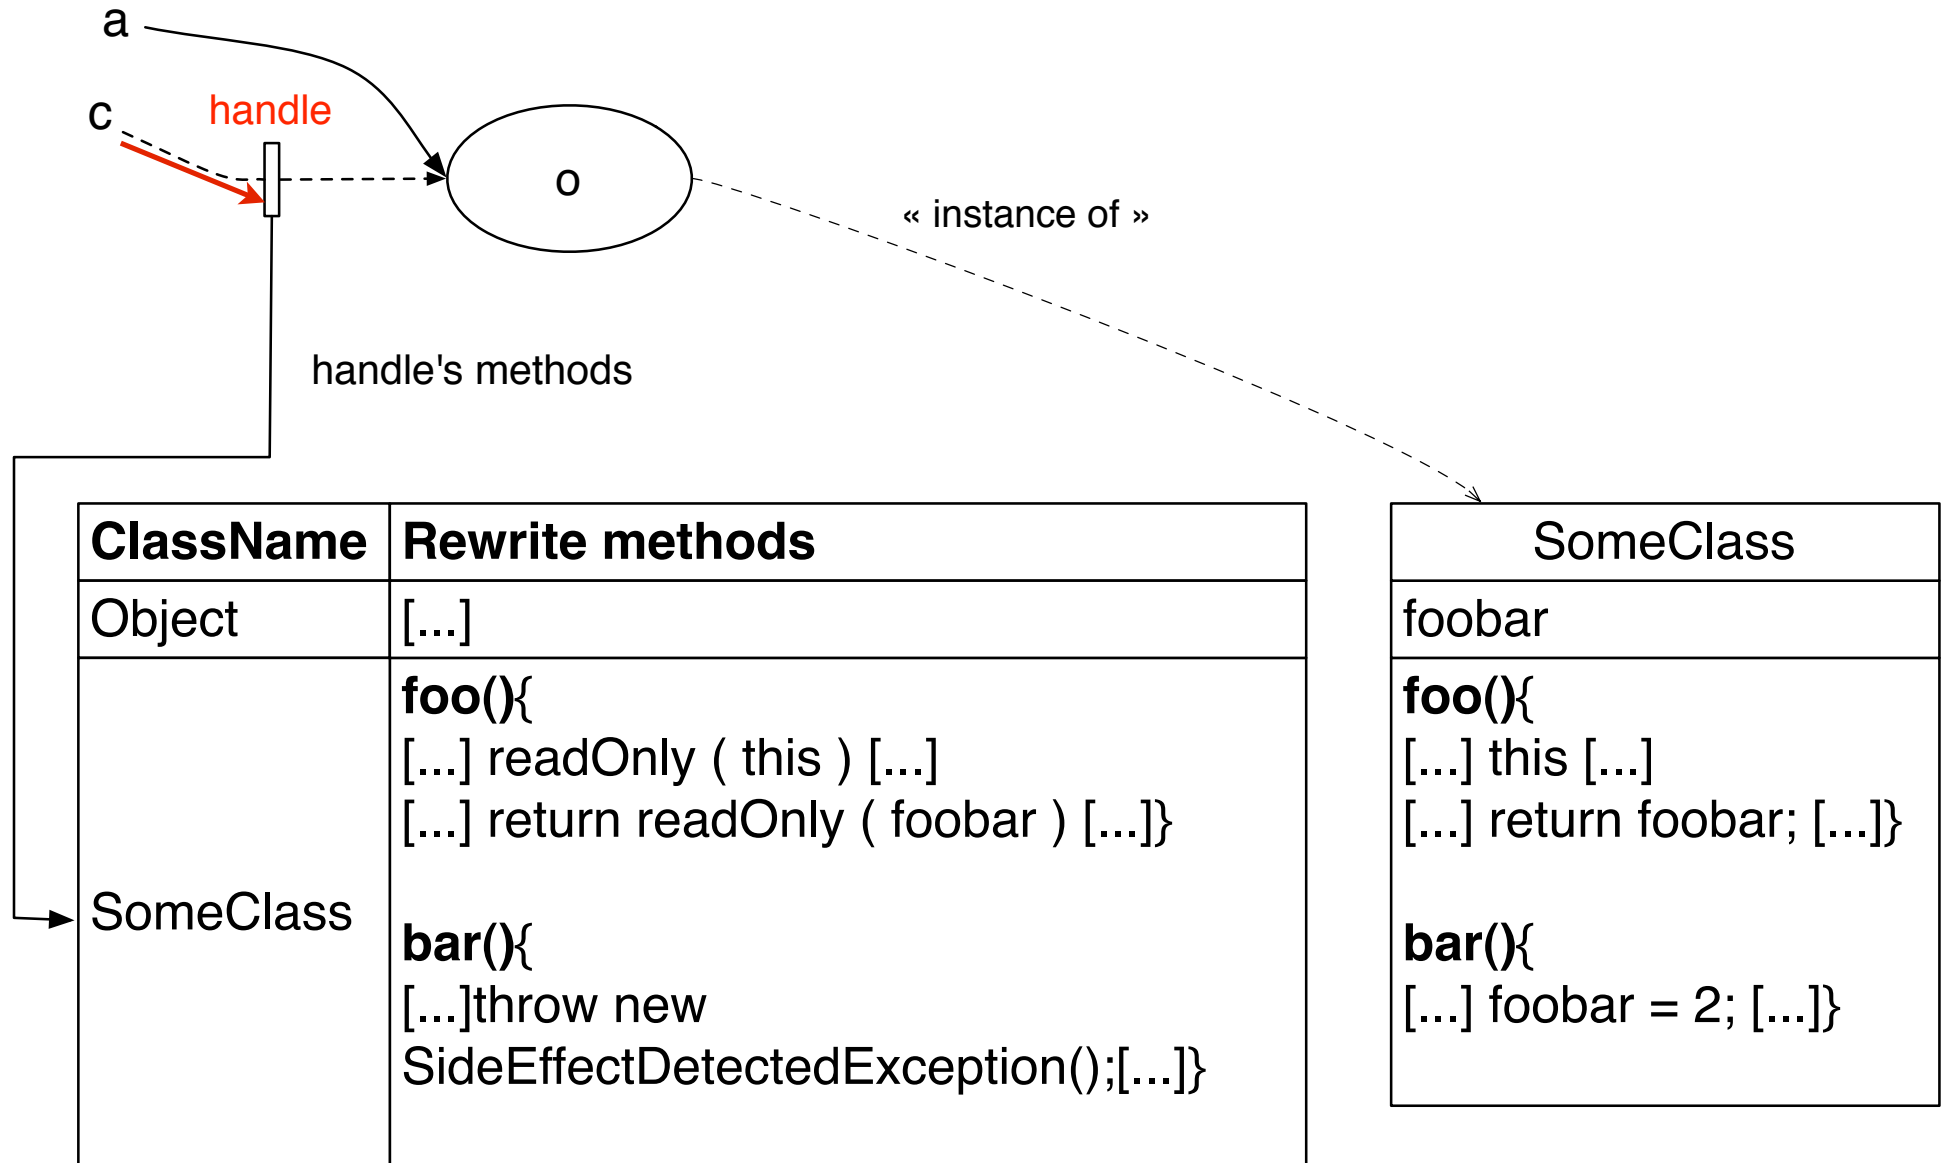 a
c
handle
o
« instance of »
handle's methods
ClassName
Rewrite methods
Object
[...]
SomeClass
foo(){
[...] readOnly ( this ) [...]
[...] return readOnly ( foobar ) [...]}
bar(){
[...]throw new
SideEffectDetectedException();[...]}
SomeClass
foobar
foo(){
[...] this [...]
[...] return foobar; [...]}
bar(){
[...] foobar = 2; [...]}